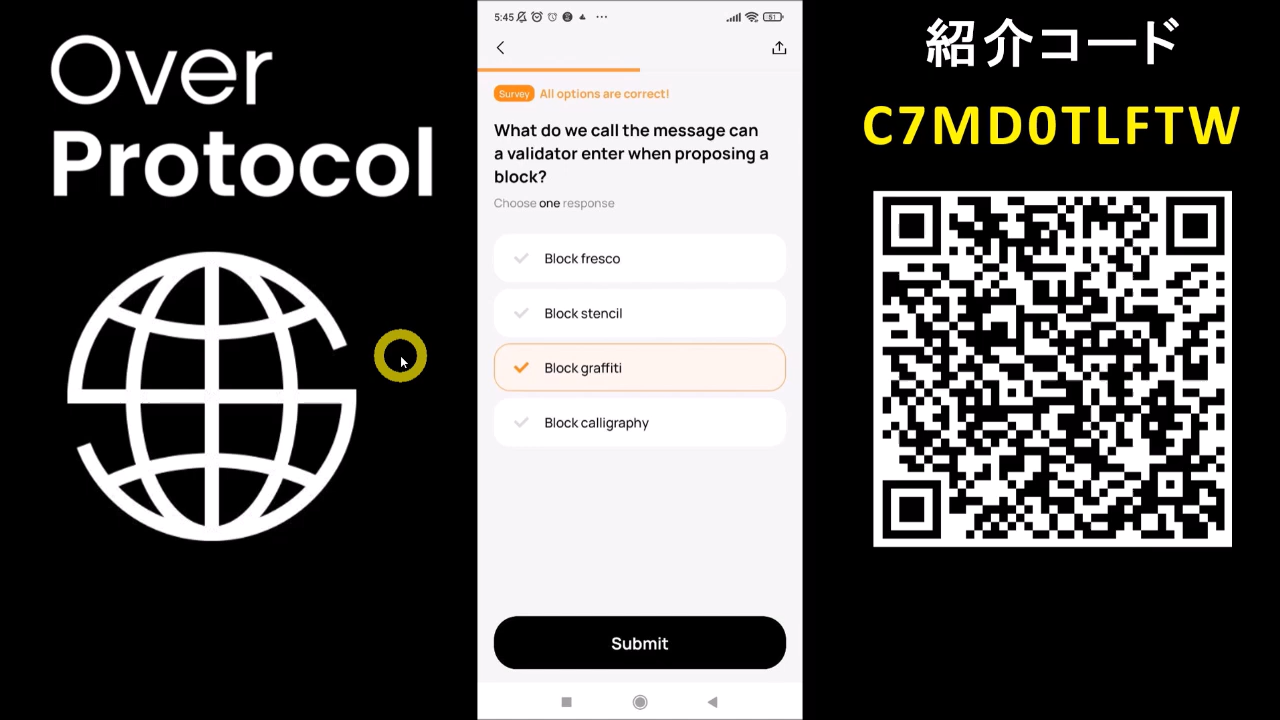 Over
Protocol
5:45
51
Survey All options are correct!
What do we call the message can
a validator enter when proposing a
block?
Choose one response
Block fresco
Block stencil
Block graffiti
Block calligraphy
Submit
紹介コード
C7MD0TLFTW